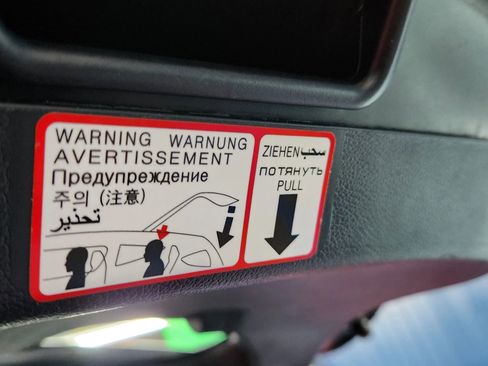 WARNING WARNUNG
AVERTISSEMENT
Предупреждение
주의 (注意)
تحذير
ZIEHEN سحب
ПОТЯНУТЬ
PULL